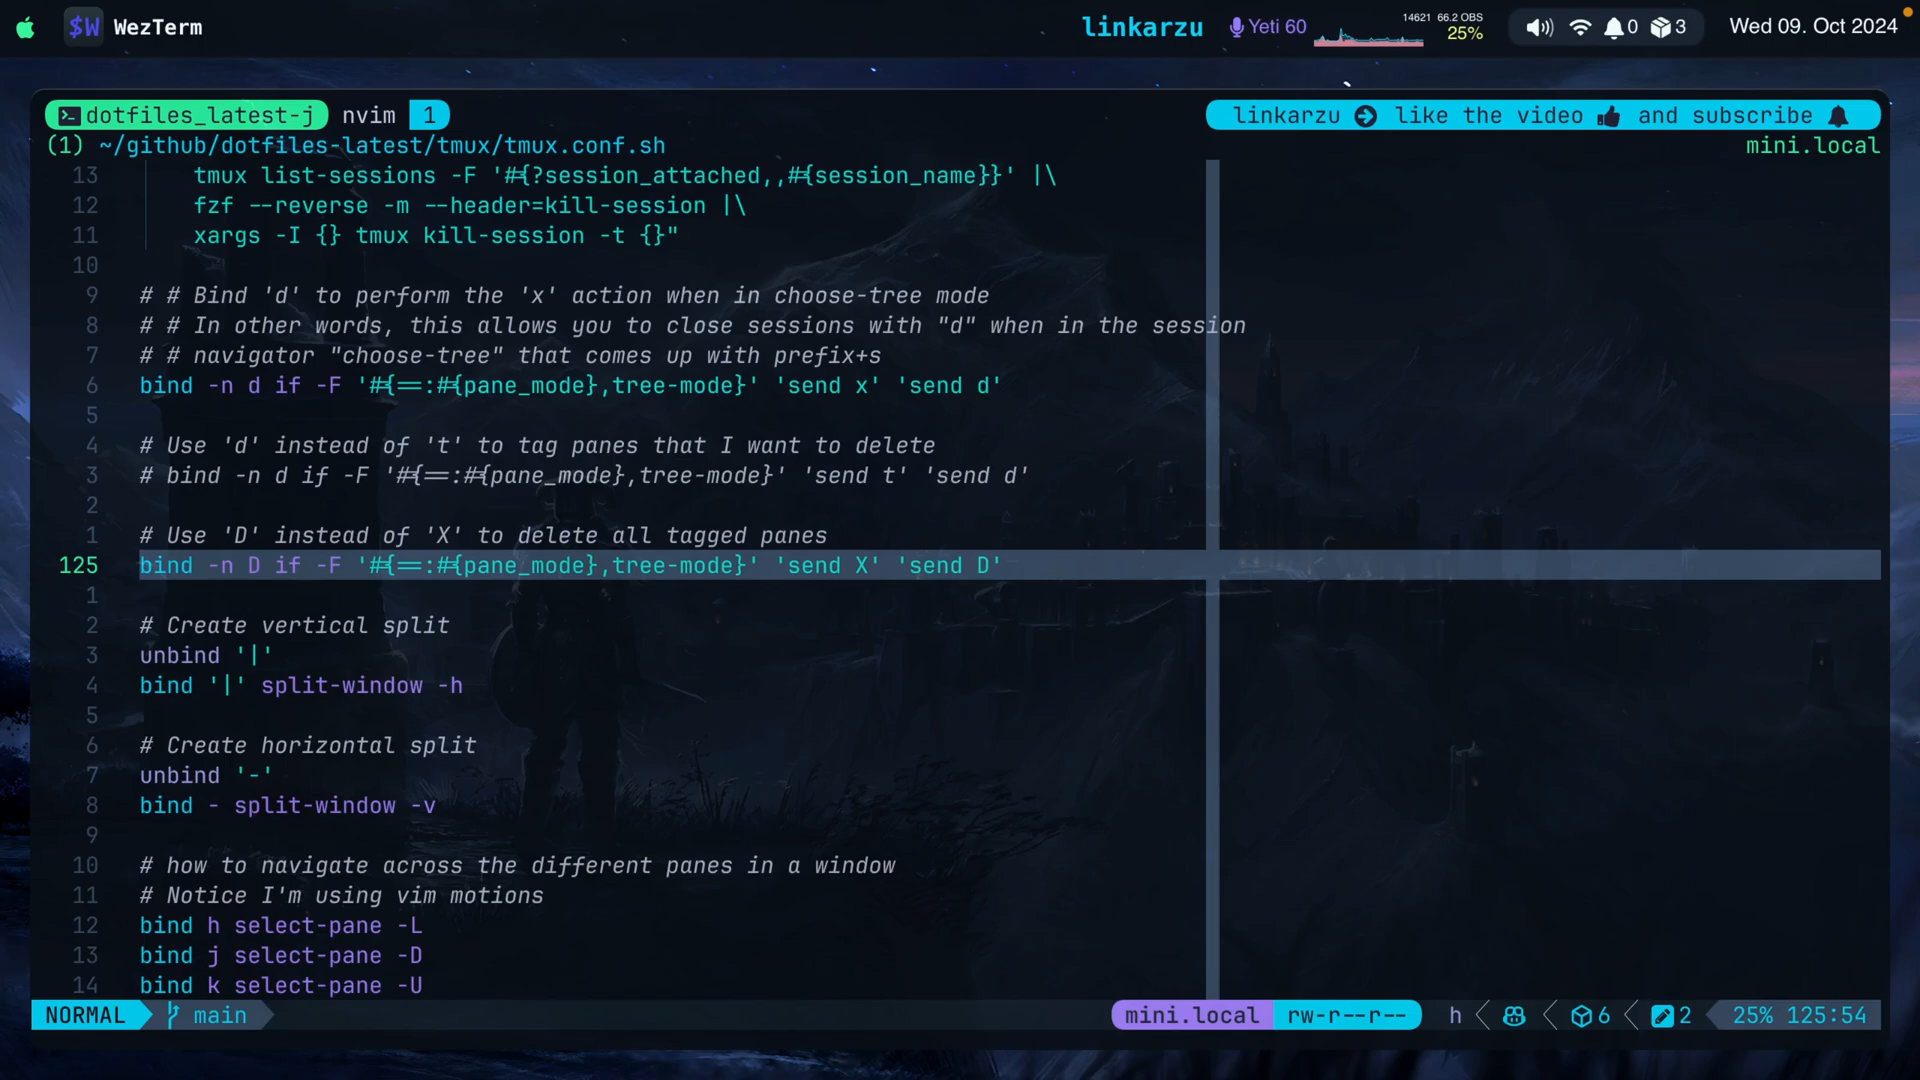 $W WezTerm
linkarzu Yeti 60 14621 66.2 OBS 25% 0 3 Wed 09. Oct 2024
dotfiles_latest-j nvim 1 linkarzu like the video and subscribe
(1) ~/github/dotfiles-latest/tmux/tmux.conf.sh mini.local
13 tmux list-sessions -F '#{?session_attached,,#{session_name}}' |\
12 fzf --reverse -m --header=kill-session |\
11 xargs -I {} tmux kill-session -t {}"
10
9 # # Bind 'd' to perform the 'x' action when in choose-tree mode
8 # # In other words, this allows you to close sessions with "d" when in the session
7 # # navigator "choose-tree" that comes up with prefix+s
6 bind -n d if -F '#{==:#{pane_mode},tree-mode}' 'send x' 'send d'
5
4 # Use 'd' instead of 't' to tag panes that I want to delete
3 # bind -n d if -F '#{==:#{pane_mode},tree-mode}' 'send t' 'send d'
2
1 # Use 'D' instead of 'X' to delete all tagged panes
125 bind -n D if -F '#{==:#{pane_mode},tree-mode}' 'send X' 'send D'
1
2 # Create vertical split
3 unbind '|'
4 bind '|' split-window -h
5
6 # Create horizontal split
7 unbind '-'
8 bind - split-window -v
9
10 # how to navigate across the different panes in a window
11 # Notice I'm using vim motions
12 bind h select-pane -L
13 bind j select-pane -D
14 bind k select-pane -U
NORMAL main mini.local rw-r--r-- h 6 2 25% 125:54